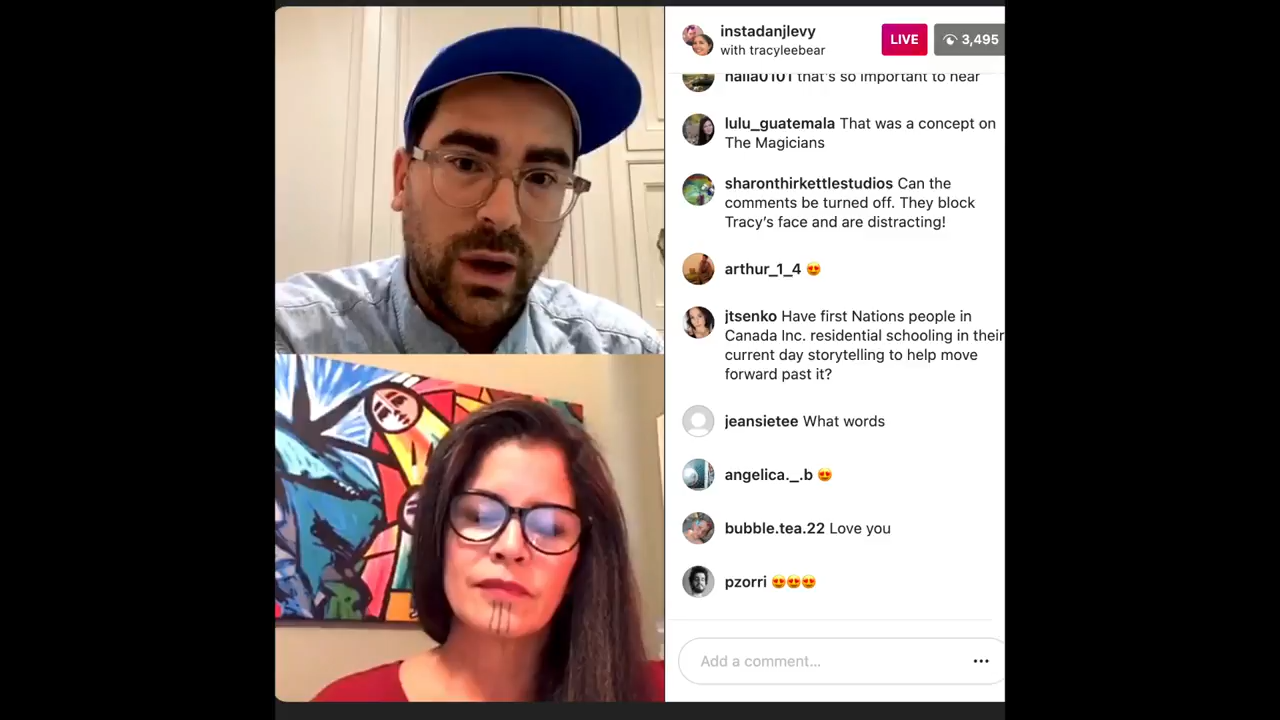 instadanjlevy
with tracyleebear
LIVE
3,495
naila0101 that's so important to hear
lulu_guatemala That was a concept on
The Magicians
sharonthirkettlestudios Can the
comments be turned off. They block
Tracy’s face and are distracting!
arthur_1_4 😍
jtsenko Have first Nations people in
Canada Inc. residential schooling in their
current day storytelling to help move
forward past it?
jeansietee What words
angelica._.b 😍
bubble.tea.22 Love you
pzorri 😍😍😍
Add a comment...